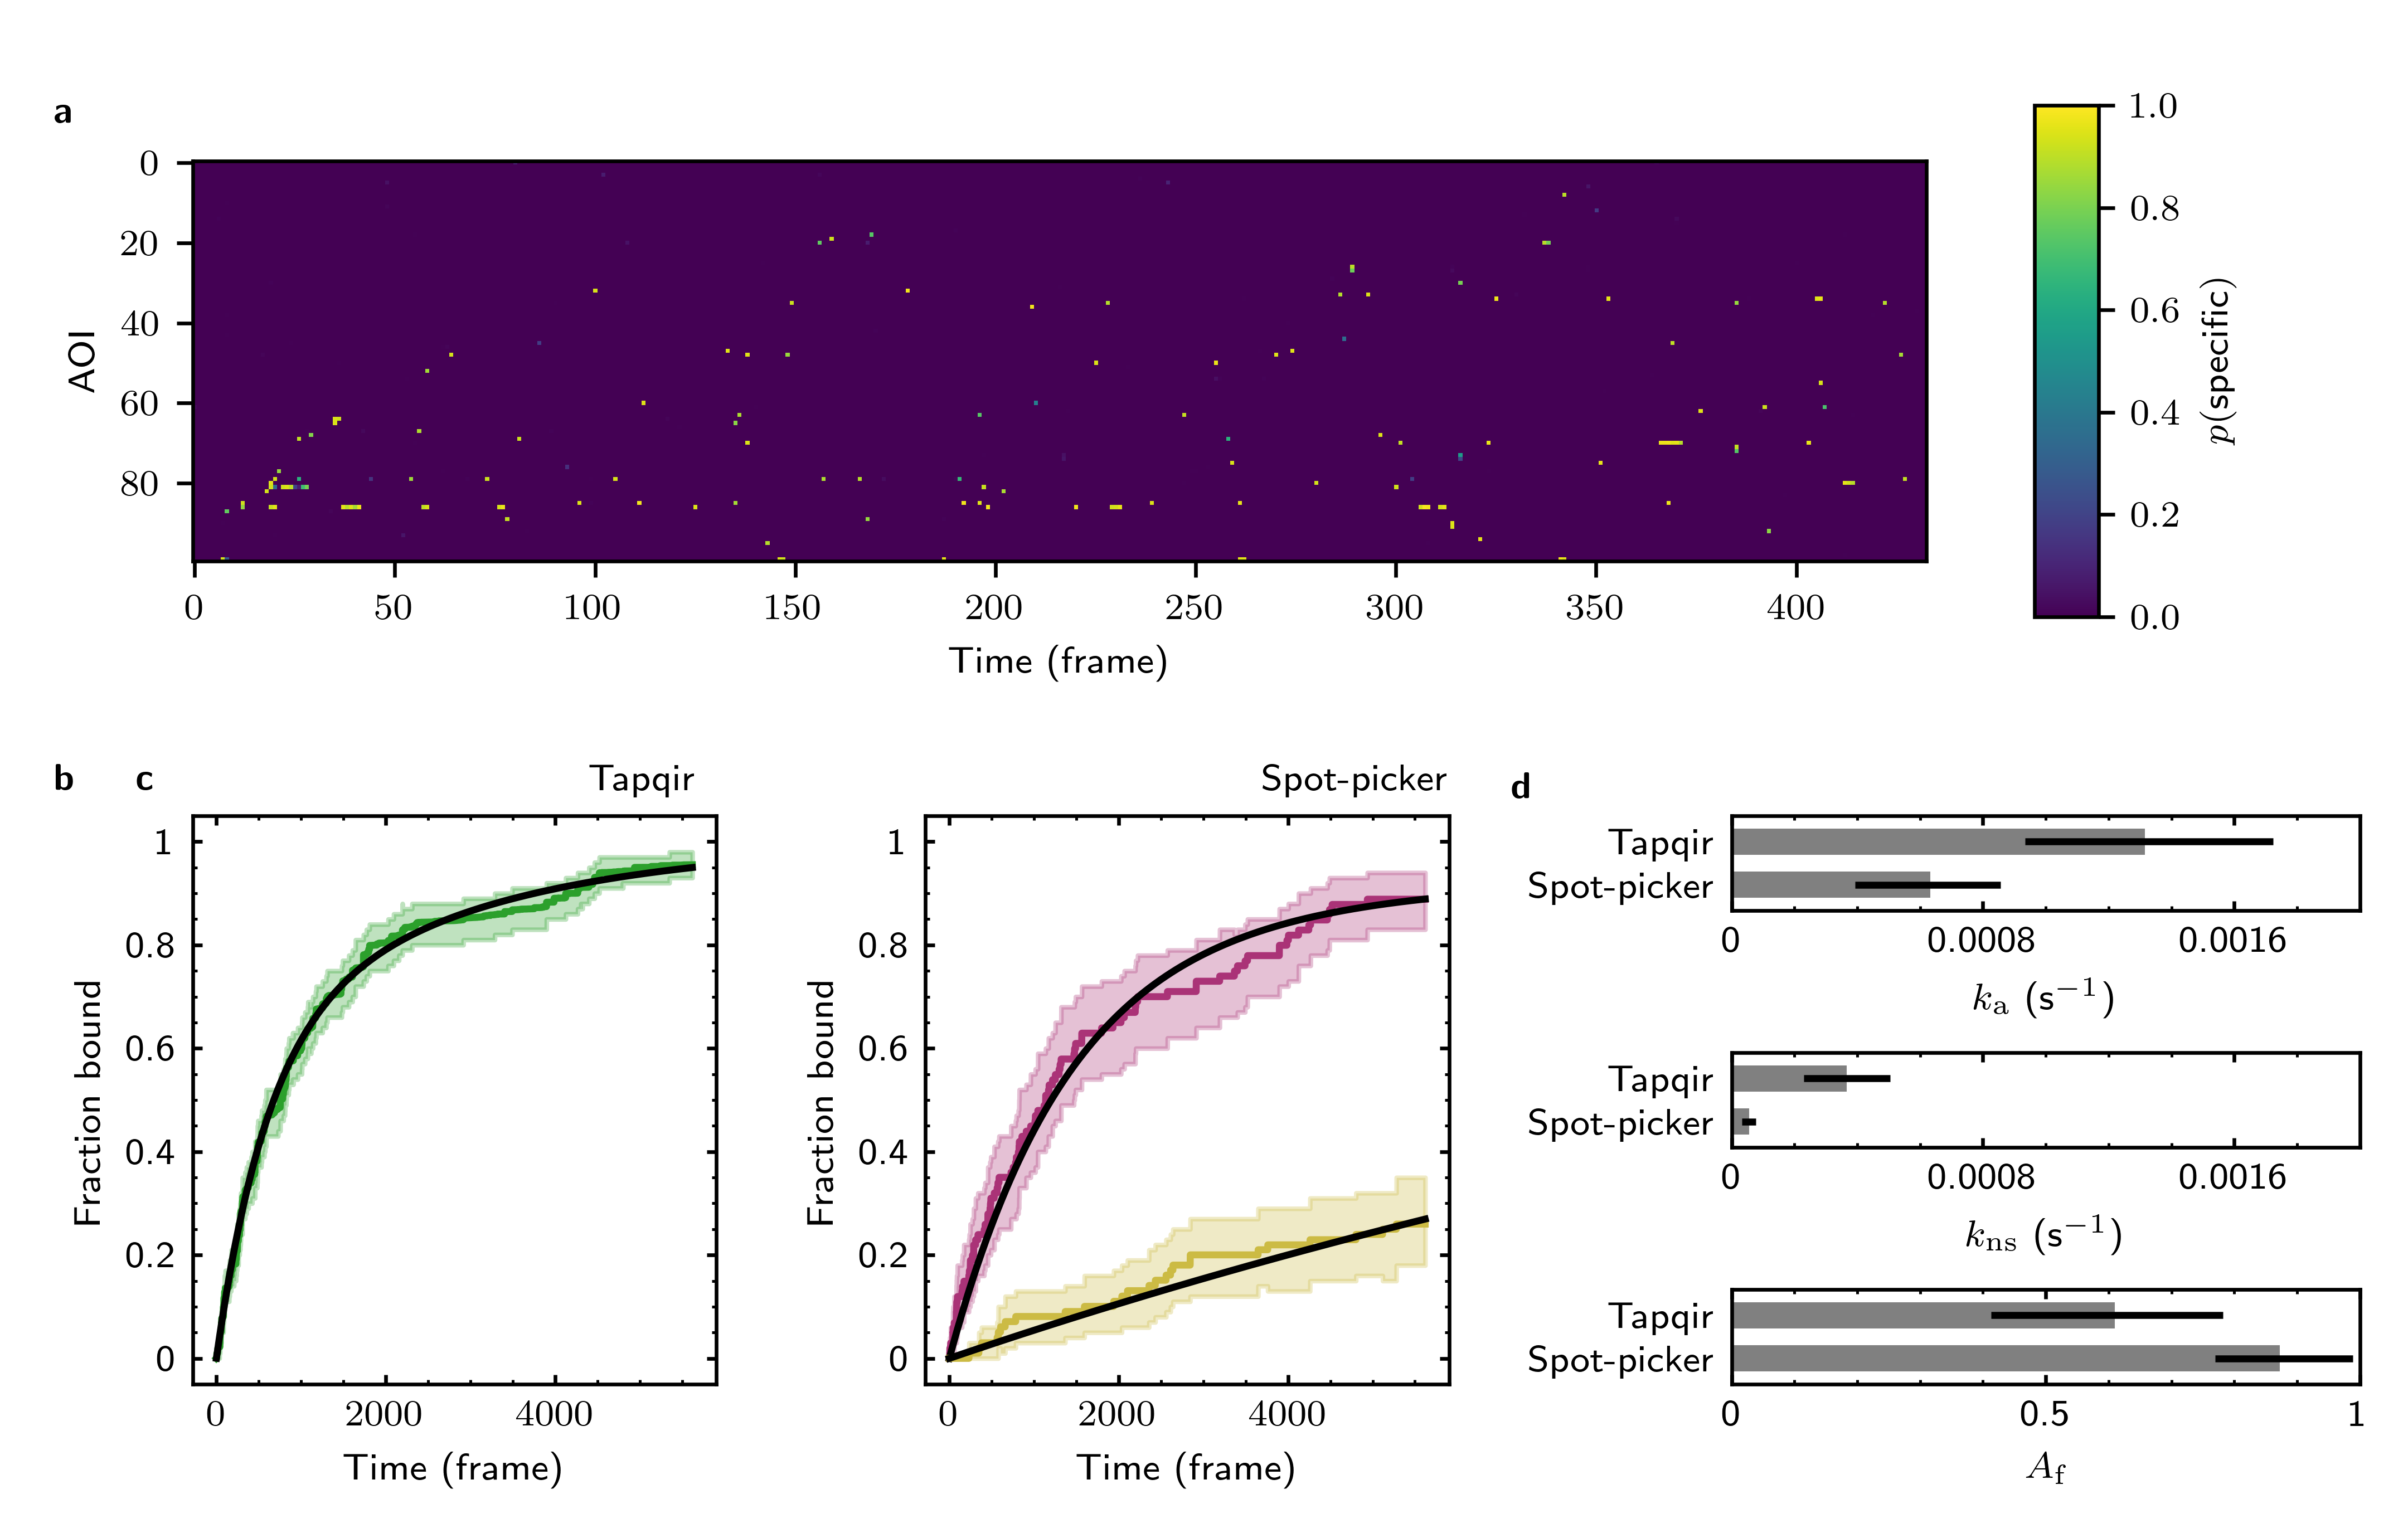 a
0
20
40
60
80
AOI
0 50 100 150 200 250 300 350 400
Time (frame)
1.0
0.8
0.6
0.4
0.2
0.0
p(specific)
b c Tapqir
1
0.8
0.6
0.4
0.2
0
Fraction bound
0 2000 4000
Time (frame)
Spot-picker
1
0.8
0.6
0.4
0.2
0
Fraction bound
0 2000 4000
Time (frame)
d
Tapqir
Spot-picker
0 0.0008 0.0016
kₐ (s⁻¹)
Tapqir
Spot-picker
0 0.0008 0.0016
kₙₛ (s⁻¹)
Tapqir
Spot-picker
0 0.5 1
A_f